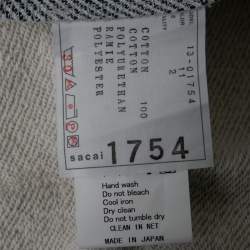 13-01754
11
2
COTTON 100
COTTON
POLYURETHAN
RAMIE
POLYESTER
sacai 1754
Hand wash
Do not bleach
Cool iron
Dry clean
Do not tumble dry
CLEAN IN NET
MADE IN JAPAN